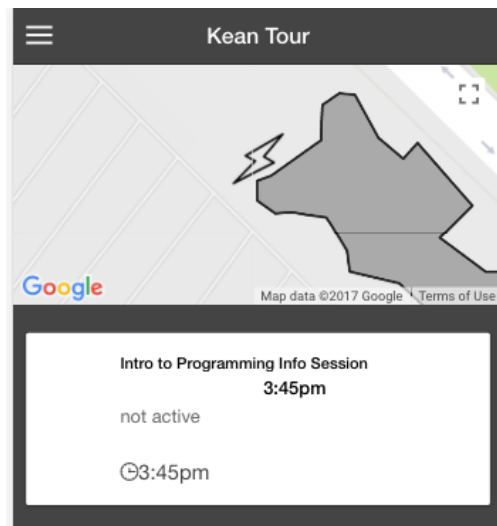 Kean Tour
Google
Map data ©2017 Google
Terms of Use
Intro to Programming Info Session
3:45pm
not active
3:45pm